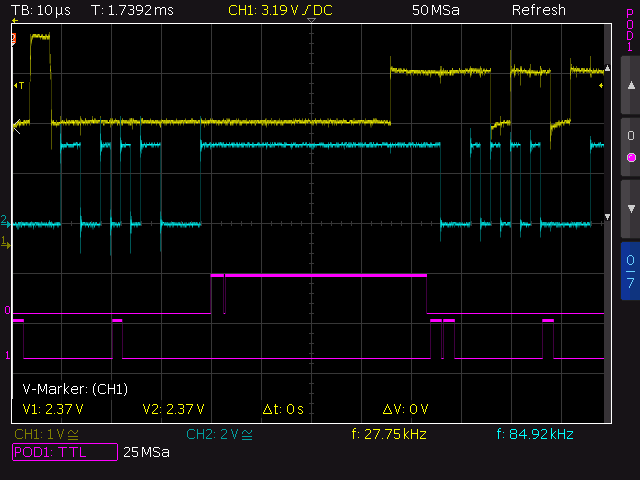 TB: 10 µs T: 1.7392 ms CH1: 3.19 V / DC 50 MSa Refresh
POD1
T
0
2
1
0
7
0
1
V-Marker: (CH1)
V1: 2.37 V V2: 2.37 V Δt: 0 s ΔV: 0 V
CH1: 1 V ≅ CH2: 2 V ≅ f: 27.75 kHz f: 84.92 kHz
POD1: TTL 25 MSa